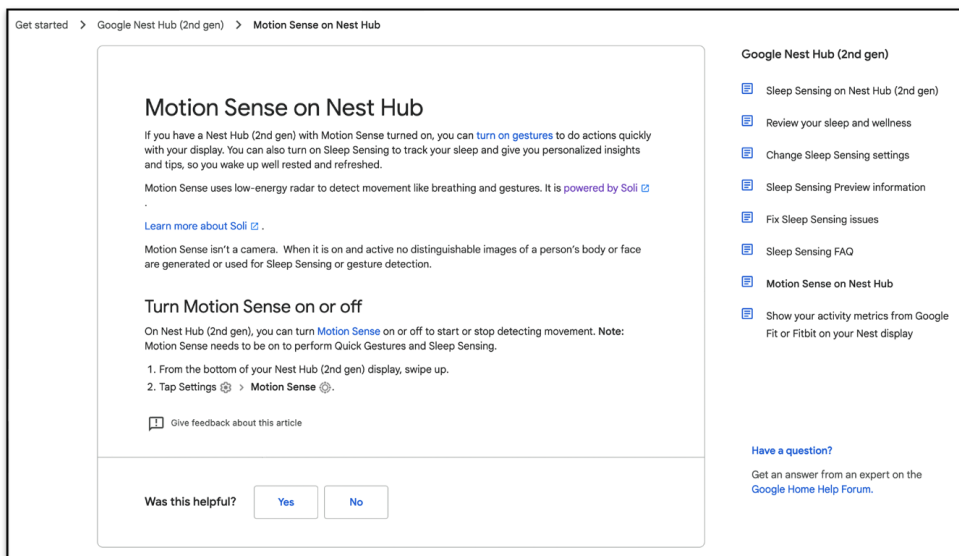 Get started > Google Nest Hub (2nd gen) > Motion Sense on Nest Hub
Motion Sense on Nest Hub
If you have a Nest Hub (2nd gen) with Motion Sense turned on, you can turn on gestures to do actions quickly
with your display. You can also turn on Sleep Sensing to track your sleep and give you personalized insights
and tips, so you wake up well rested and refreshed.
Motion Sense uses low-energy radar to detect movement like breathing and gestures. It is powered by Soli
.
Learn more about Soli .
Motion Sense isn't a camera. When it is on and active no distinguishable images of a person's body or face
are generated or used for Sleep Sensing or gesture detection.
Turn Motion Sense on or off
On Nest Hub (2nd gen), you can turn Motion Sense on or off to start or stop detecting movement. Note:
Motion Sense needs to be on to perform Quick Gestures and Sleep Sensing.
1. From the bottom of your Nest Hub (2nd gen) display, swipe up.
2. Tap Settings > Motion Sense .
Give feedback about this article
Was this helpful? Yes No
Google Nest Hub (2nd gen)
Sleep Sensing on Nest Hub (2nd gen)
Review your sleep and wellness
Change Sleep Sensing settings
Sleep Sensing Preview information
Fix Sleep Sensing issues
Sleep Sensing FAQ
Motion Sense on Nest Hub
Show your activity metrics from Google
Fit or Fitbit on your Nest display
Have a question?
Get an answer from an expert on the
Google Home Help Forum.